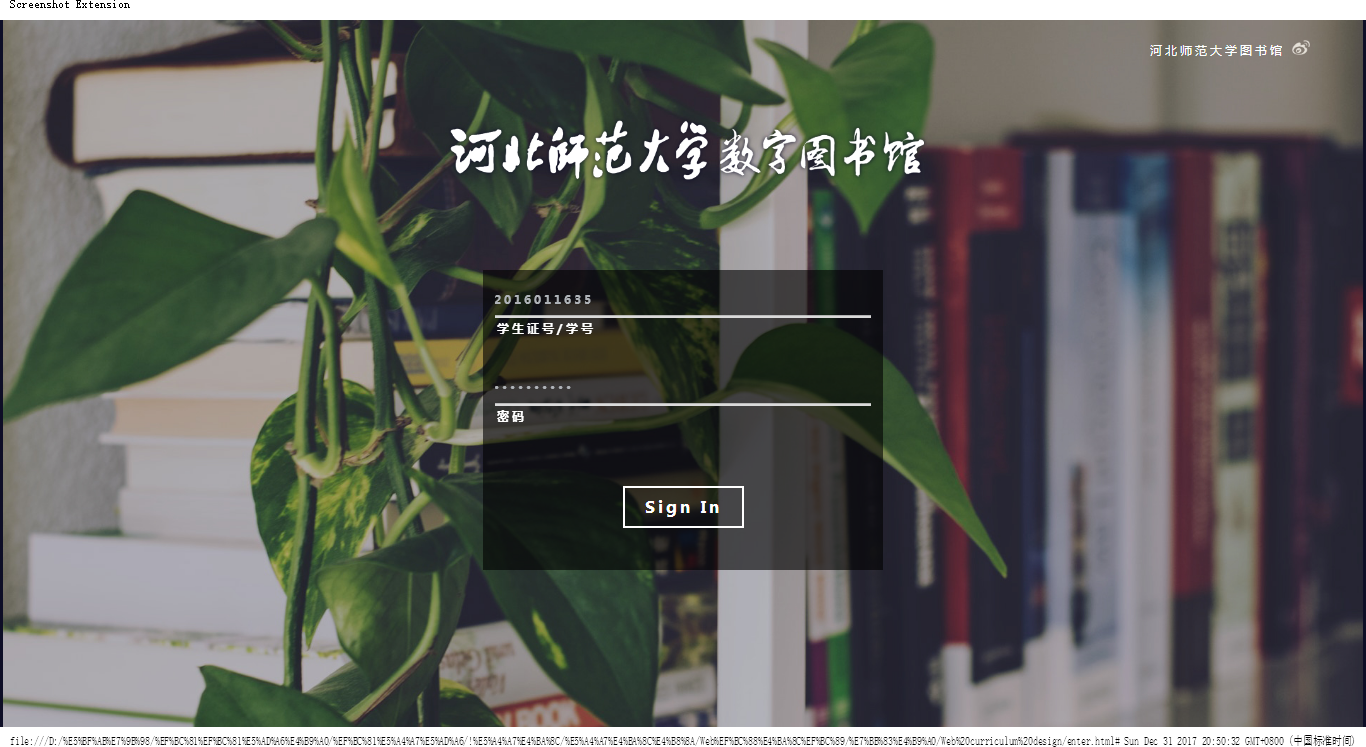 Screenshot Extension
河北师范大学图书馆
河北师范大学数字图书馆
2016011635
学生证号/学号
••••••••••
密码
Sign In
file:///D:/%E5%BF%AB%E7%9B%98/%EF%BC%81%EF%BC%81%E5%AD%A6%E4%B9%A0/%EF%BC%81%E5%A4%A7%E5%AD%A6/!%E5%A4%A7%E4%BA%8C/%E5%A4%A7%E4%BA%8C%E4%B8%8A/Web%EF%BC%88%E4%BA%8C%EF%BC%89/%E7%BB%83%E4%B9%A0/Web%20curriculum%20design/enter.html# Sun Dec 31 2017 20:50:32 GMT+0800 (中国标准时间)